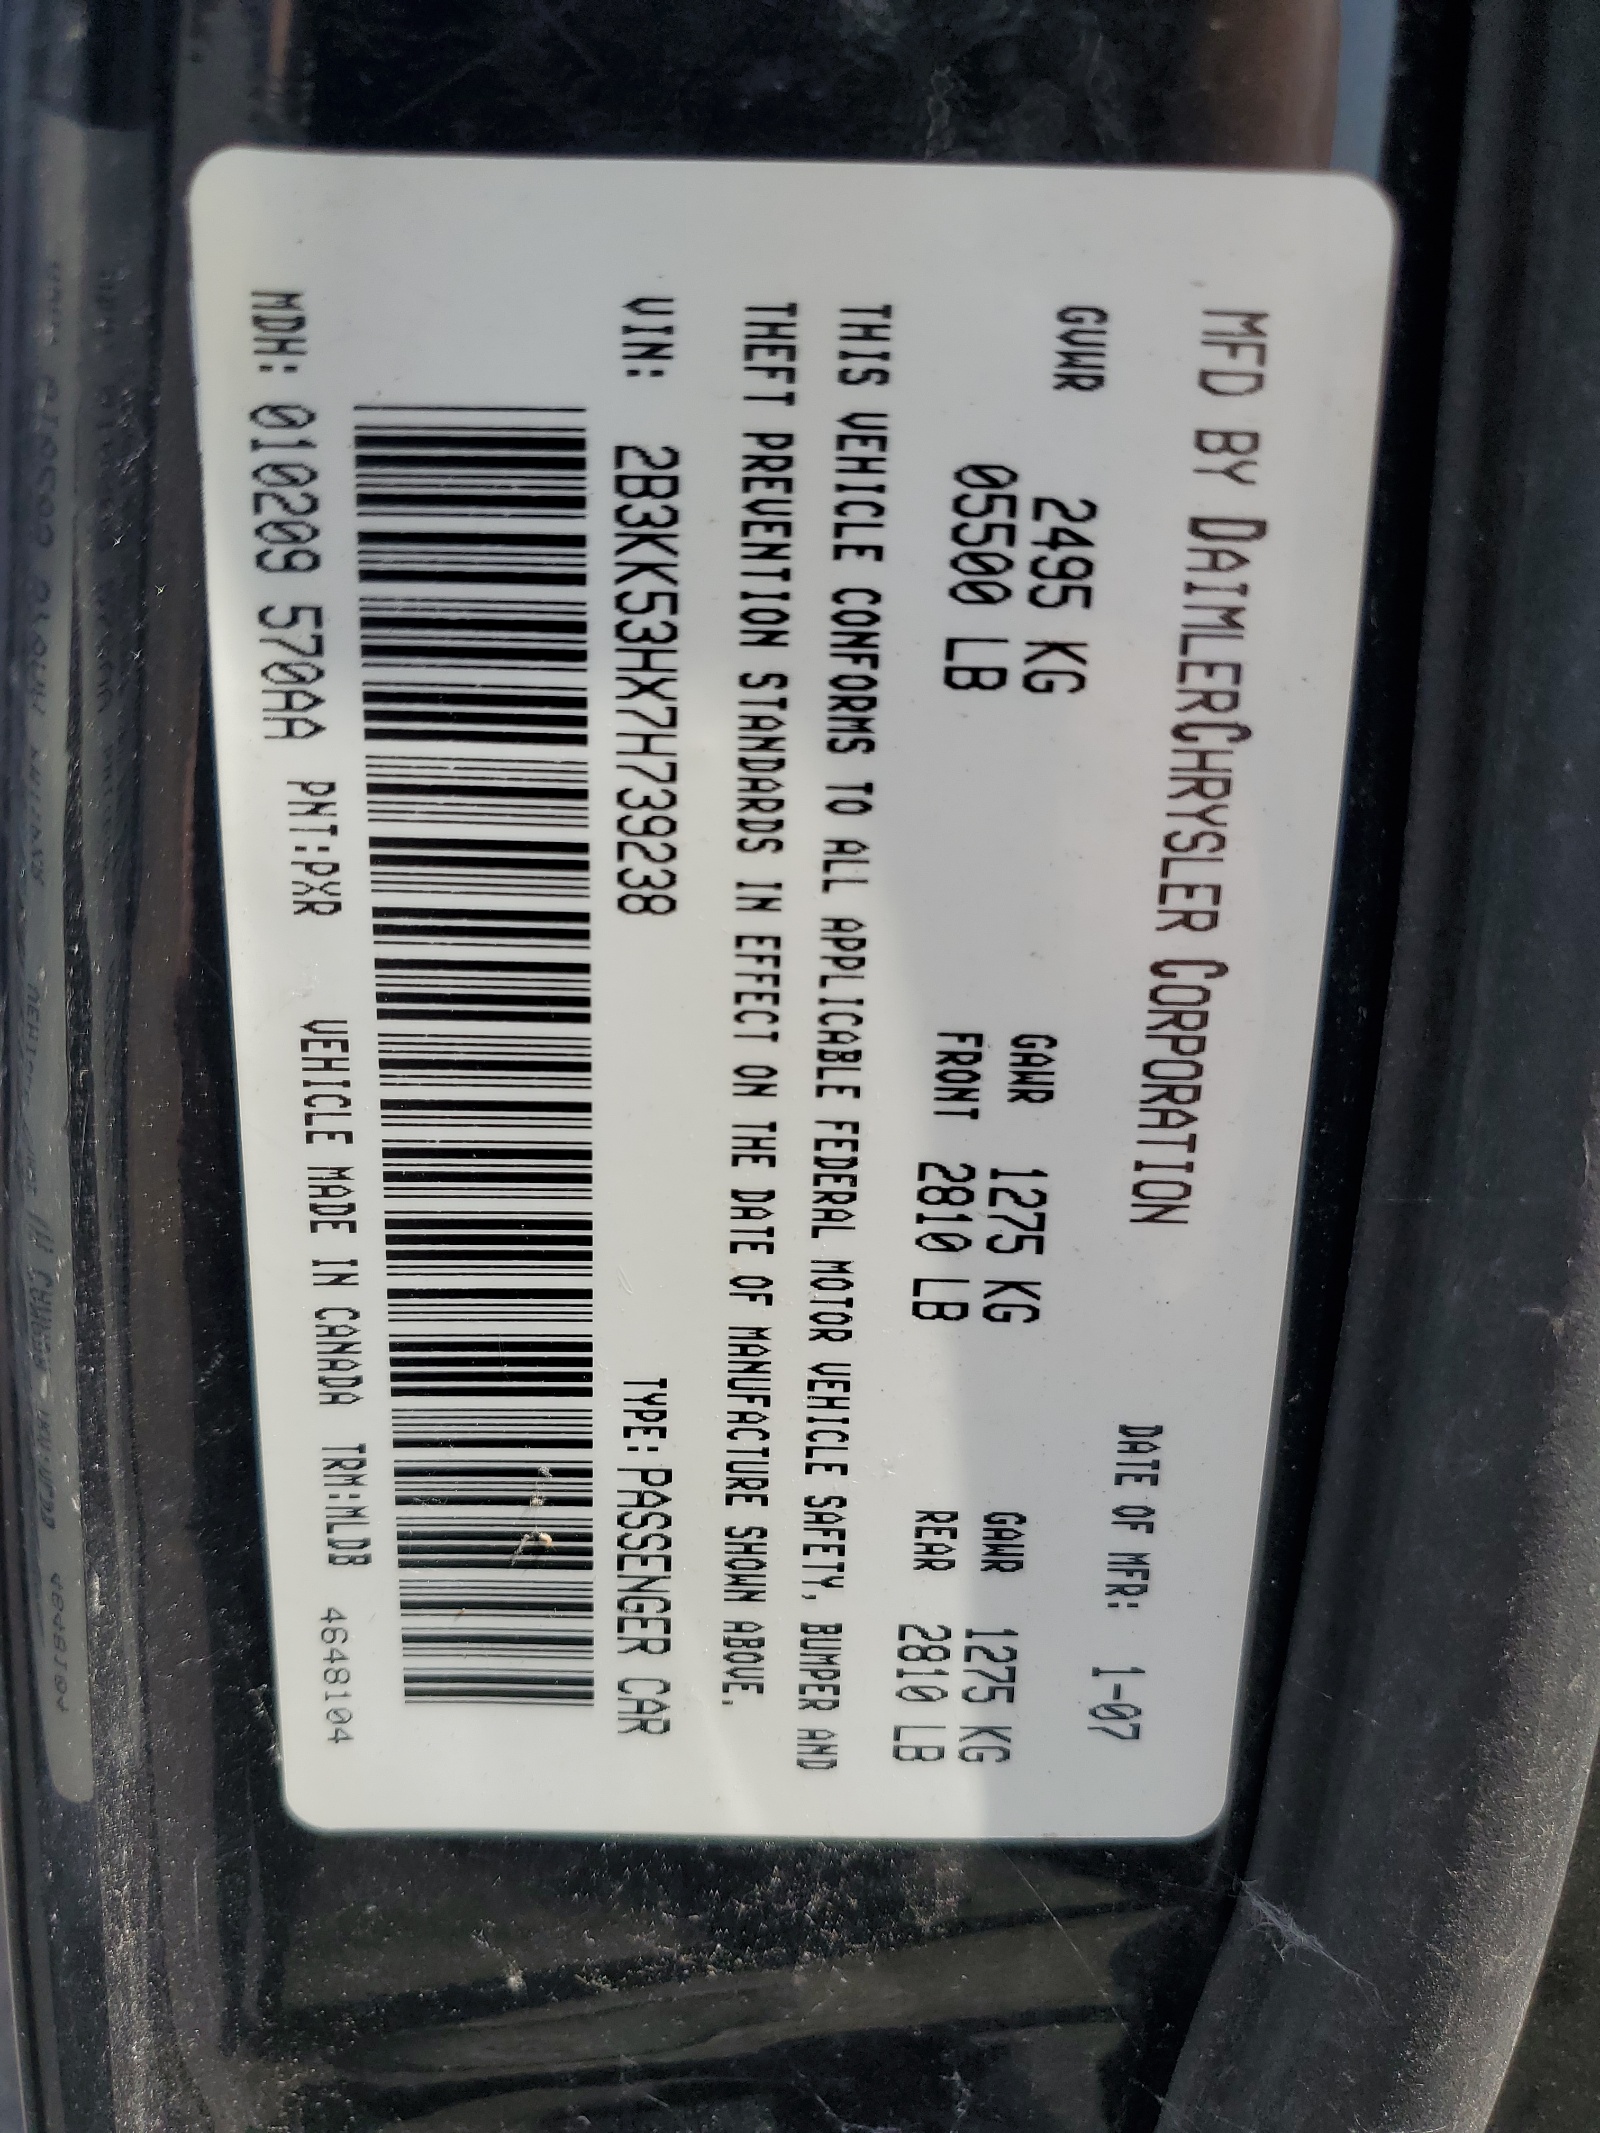 MFD BY DAIMLERCHRYSLER CORPORATION DATE OF MFR: 1-07
GVWR 2495 KG GAWR 1275 KG GAWR 1275 KG
05500 LB FRONT 2810 LB REAR 2810 LB
THIS VEHICLE CONFORMS TO ALL APPLICABLE FEDERAL MOTOR VEHICLE SAFETY, BUMPER AND
THEFT PREVENTION STANDARDS IN EFFECT ON THE DATE OF MANUFACTURE SHOWN ABOVE.
VIN: 2B3KK53HX7H739238 TYPE: PASSENGER CAR
MDH: 010209 570AA PNT:PXR VEHICLE MADE IN CANADA TRM:MLDB 4648104